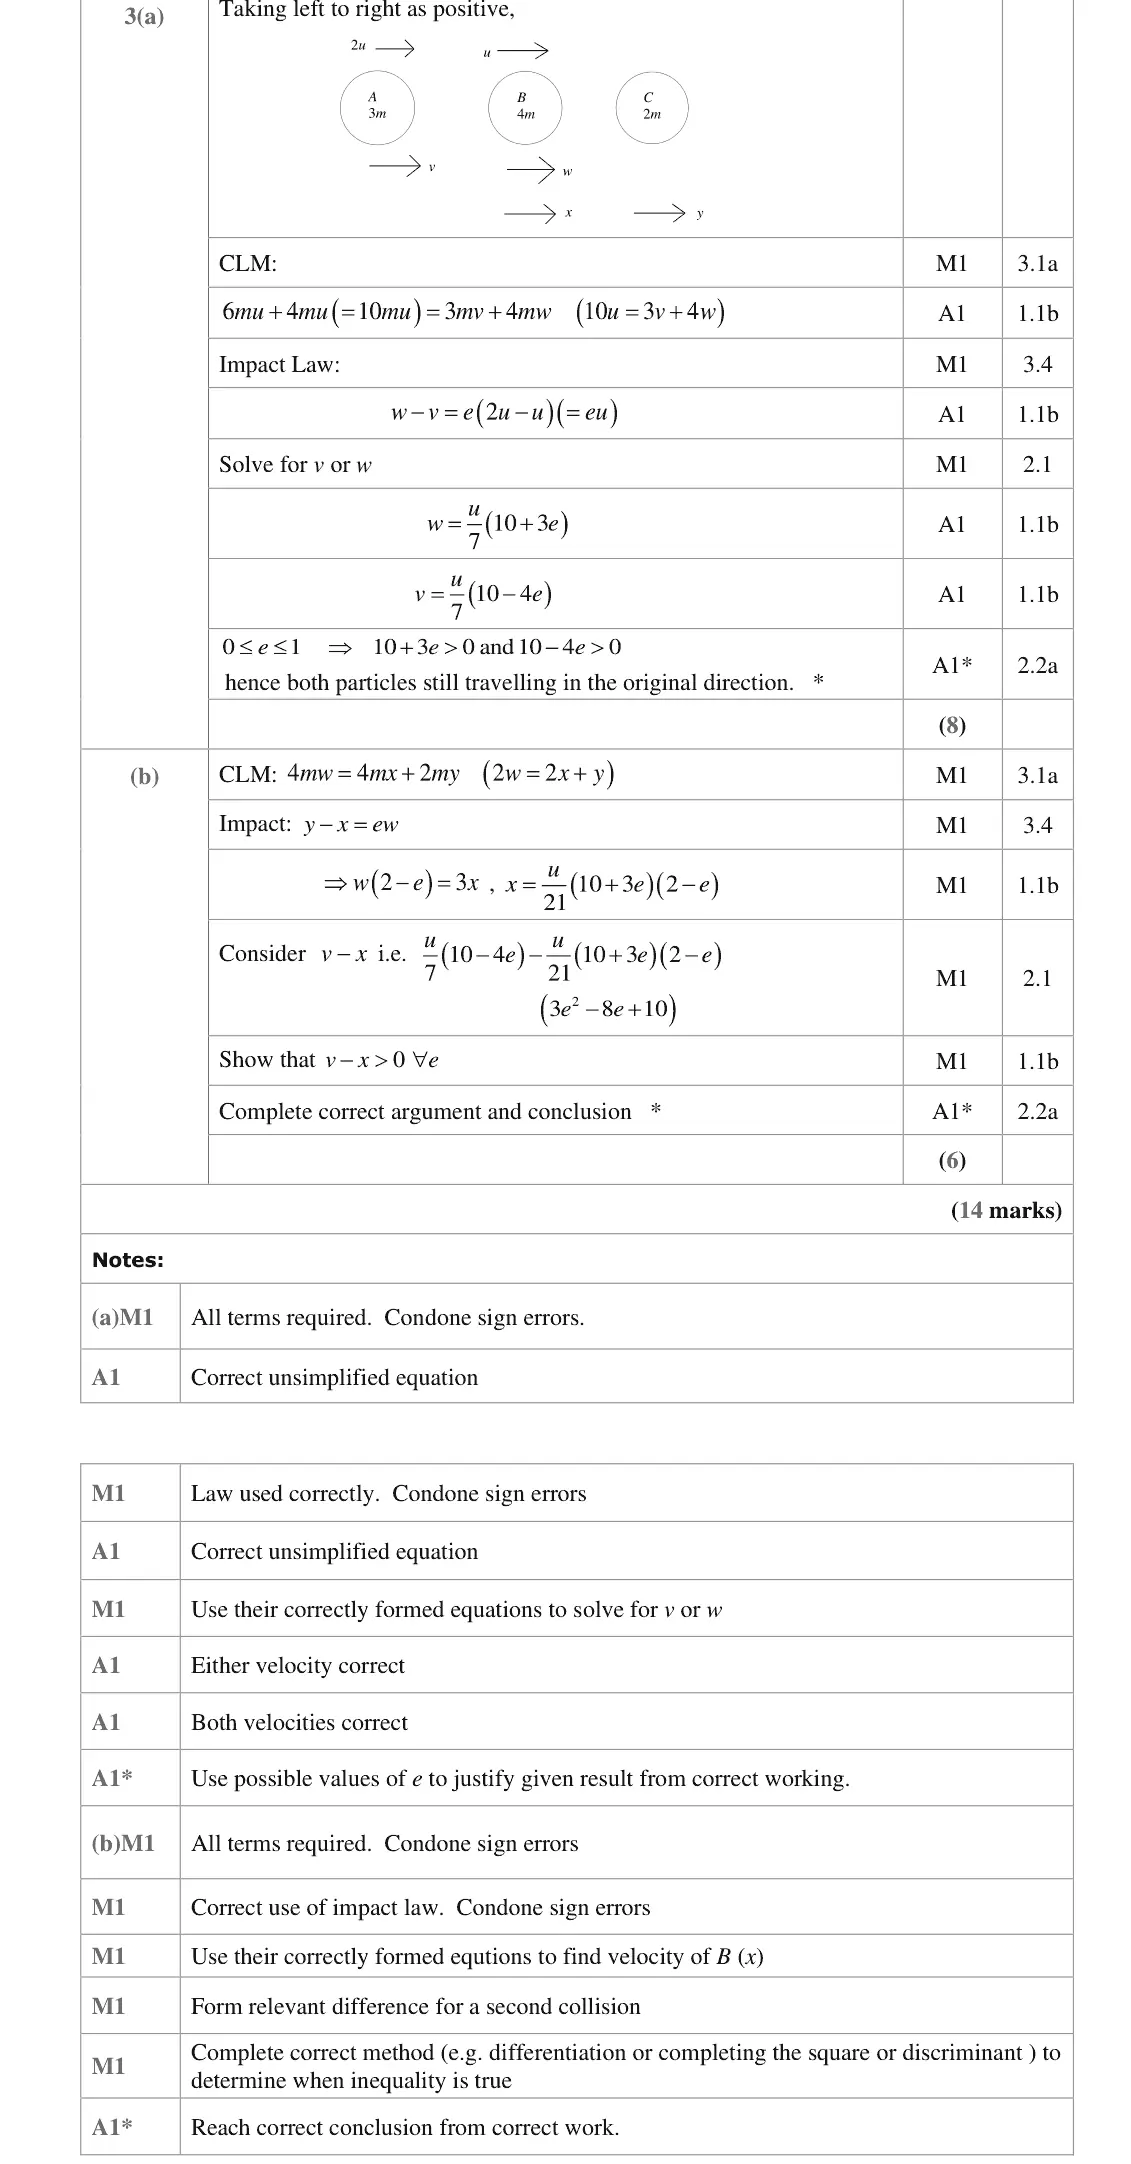 3(a)
Taking left to right as positive,
2u u
A B C
3m 4m 2m
v w
x y
CLM: M1 3.1a
6mu + 4mu (= 10mu) = 3mv + 4mw (10u = 3v + 4w) A1 1.1b
Impact Law: M1 3.4
w − v = e(2u − u)(= eu) A1 1.1b
Solve for v or w M1 2.1
w = u/7 (10 + 3e) A1 1.1b
v = u/7 (10 − 4e) A1 1.1b
0 ≤ e ≤ 1 ⇒ 10 + 3e > 0 and 10 − 4e > 0
hence both particles still travelling in the original direction. * A1* 2.2a
(8)
(b) CLM: 4mw = 4mx + 2my (2w = 2x + y) M1 3.1a
Impact: y − x = ew M1 3.4
⇒ w(2 − e) = 3x , x = u/21 (10 + 3e)(2 − e) M1 1.1b
Consider v − x i.e. u/7 (10 − 4e) − u/21 (10 + 3e)(2 − e)
(3e² − 8e + 10) M1 2.1
Show that v − x > 0 ∀e M1 1.1b
Complete correct argument and conclusion * A1* 2.2a
(6)
(14 marks)
Notes:
(a)M1 All terms required. Condone sign errors.
A1 Correct unsimplified equation
M1 Law used correctly. Condone sign errors
A1 Correct unsimplified equation
M1 Use their correctly formed equations to solve for v or w
A1 Either velocity correct
A1 Both velocities correct
A1* Use possible values of e to justify given result from correct working.
(b)M1 All terms required. Condone sign errors
M1 Correct use of impact law. Condone sign errors
M1 Use their correctly formed equtions to find velocity of B (x)
M1 Form relevant difference for a second collision
M1 Complete correct method (e.g. differentiation or completing the square or discriminant ) to
determine when inequality is true
A1* Reach correct conclusion from correct work.